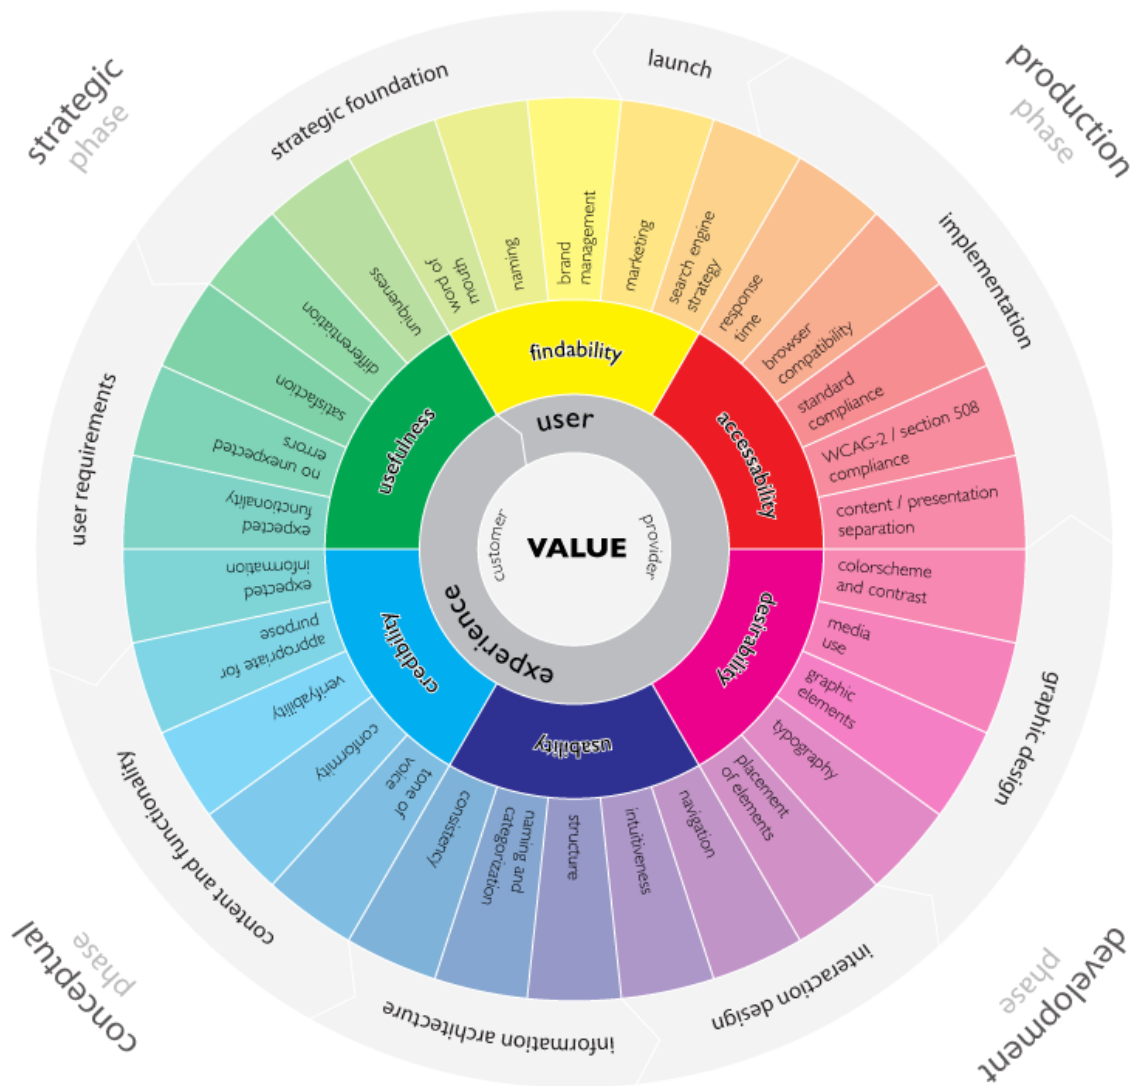 strategic
phase
production
phase
development
phase
conceptual
phase
strategic foundation
launch
implementation
graphic design
interaction design
information architecture
content and functionality
user requirements
word of
mouth
naming
brand
management
marketing
search engine
strategy
response
time
browser
compatibility
standard
compliance
WCAG-2 / section 508
compliance
content / presentation
separation
colorscheme
and contrast
media
use
graphic
elements
typography
placement
of elements
navigation
intuitiveness
structure
naming and
categorization
consistency
tone of
voice
conformity
verifyability
appropriate for
purpose
expected
information
expected
functionality
no unexpected
errors
satisfaction
differentiation
uniqueness
findability
accessability
desirability
usability
credibility
usefulness
user
experience
customer
VALUE
provider